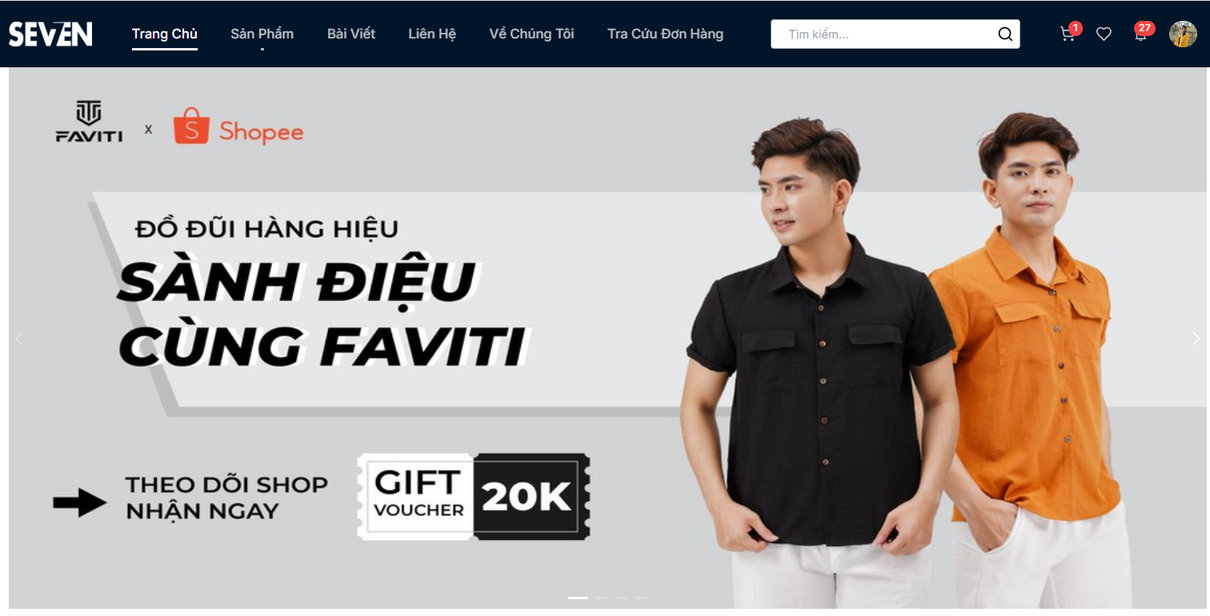 SEVEN
Trang Chủ
Sản Phẩm
Bài Viết
Liên Hệ
Về Chúng Tôi
Tra Cứu Đơn Hàng
Tìm kiếm...
1
27
FAVITI x S Shopee
ĐỒ ĐŨI HÀNG HIỆU
SÀNH ĐIỆU
CÙNG FAVITI
THEO DÕI SHOP
NHẬN NGAY
GIFT
VOUCHER
20K